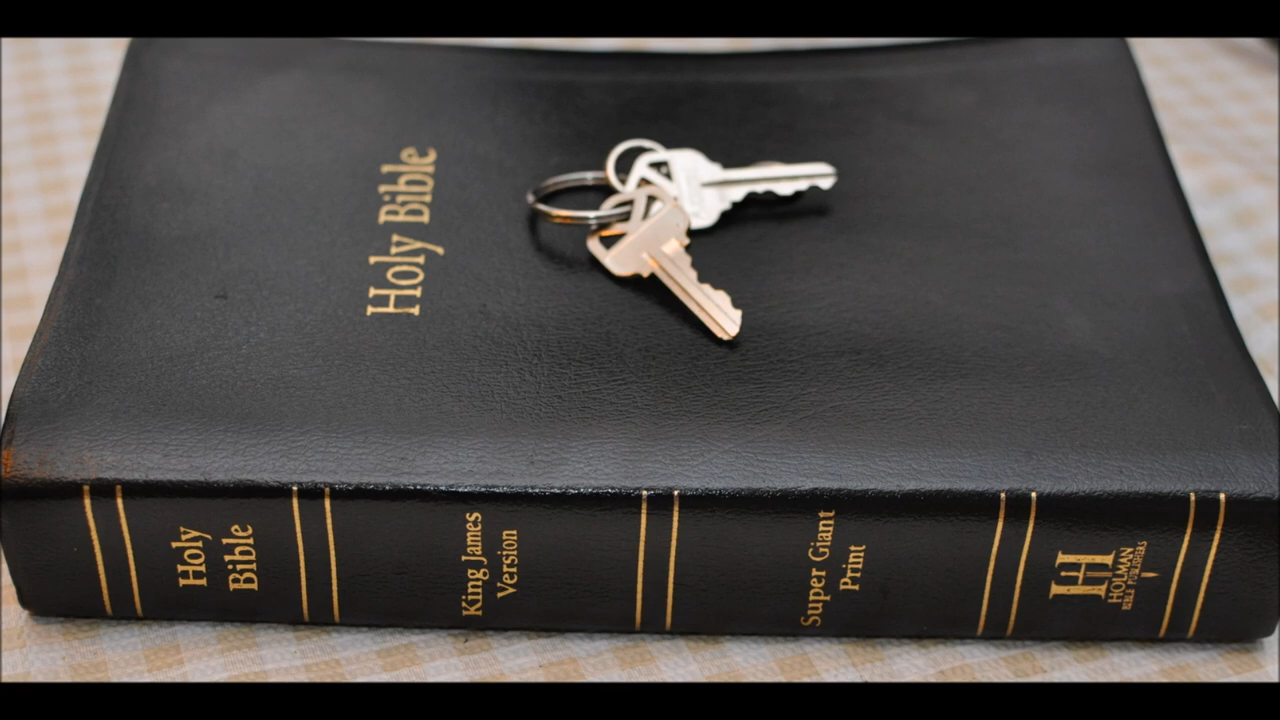 Holy Bible
Holy
Bible
King James
Version
Super Giant
Print
HOLMAN
BIBLE PUBLISHERS